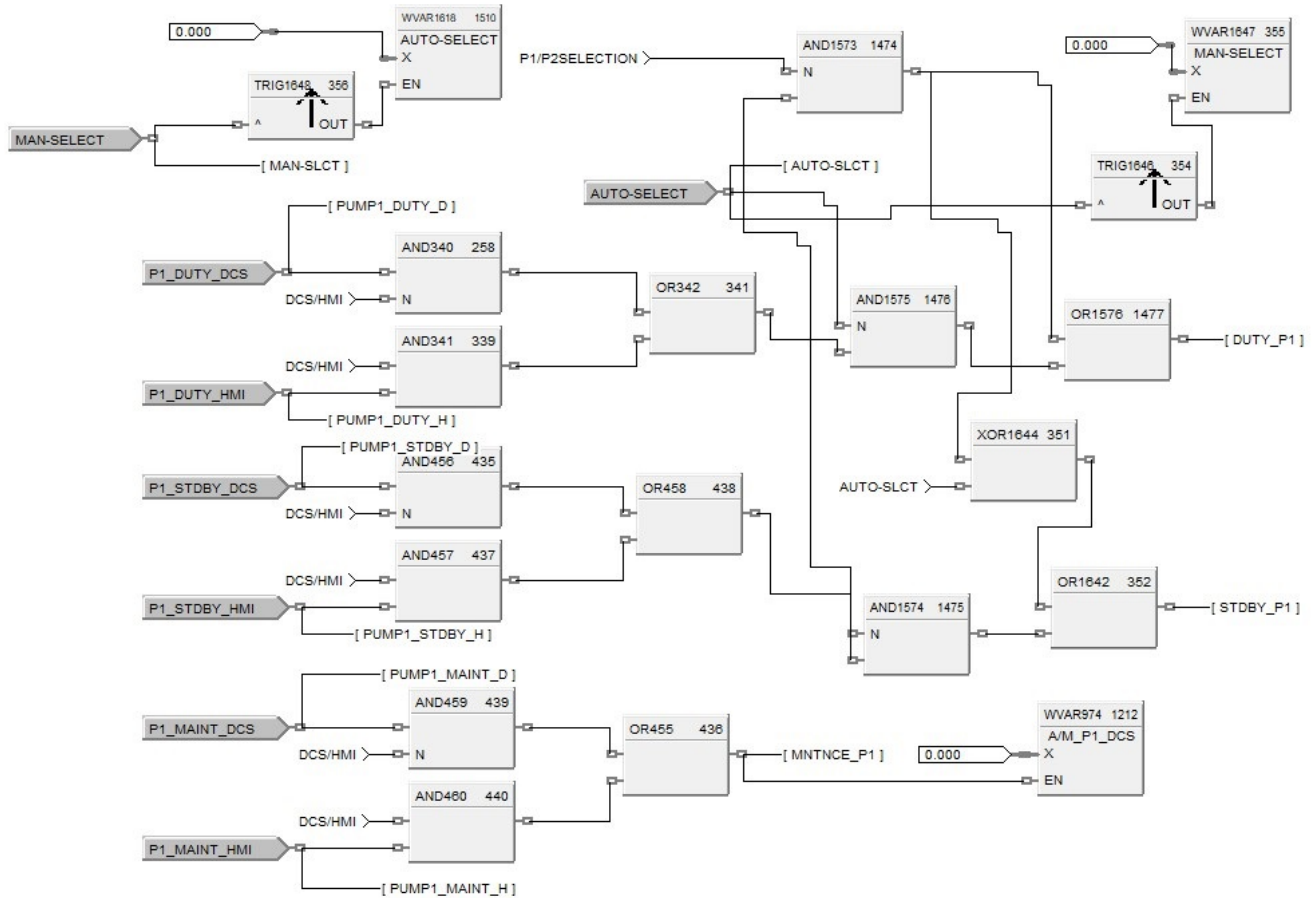 0.000
WVAR1618 1510
AUTO-SELECT
X
EN
TRIG1648 356
^ OUT
MAN-SELECT
[ MAN-SLCT ]
P1/P2SELECTION
AND1573 1474
N
0.000
WVAR1647 355
MAN-SELECT
X
EN
[ AUTO-SLCT ]
AUTO-SELECT
TRIG1646 354
^ OUT
[ PUMP1_DUTY_D ]
P1_DUTY_DCS
AND340 258
DCS/HMI
N
AND341 339
DCS/HMI
P1_DUTY_HMI
[ PUMP1_DUTY_H ]
OR342 341
AND1575 1476
N
OR1576 1477
[ DUTY_P1 ]
[ PUMP1_STDBY_D ]
P1_STDBY_DCS
AND456 435
DCS/HMI
N
AND457 437
DCS/HMI
P1_STDBY_HMI
[ PUMP1_STDBY_H ]
OR458 438
XOR1644 351
AUTO-SLCT
AND1574 1475
N
OR1642 352
[ STDBY_P1 ]
[ PUMP1_MAINT_D ]
P1_MAINT_DCS
AND459 439
DCS/HMI
N
AND460 440
DCS/HMI
P1_MAINT_HMI
[ PUMP1_MAINT_H ]
OR455 436
[ MNTNCE_P1 ]
0.000
WVAR974 1212
A/M_P1_DCS
X
EN